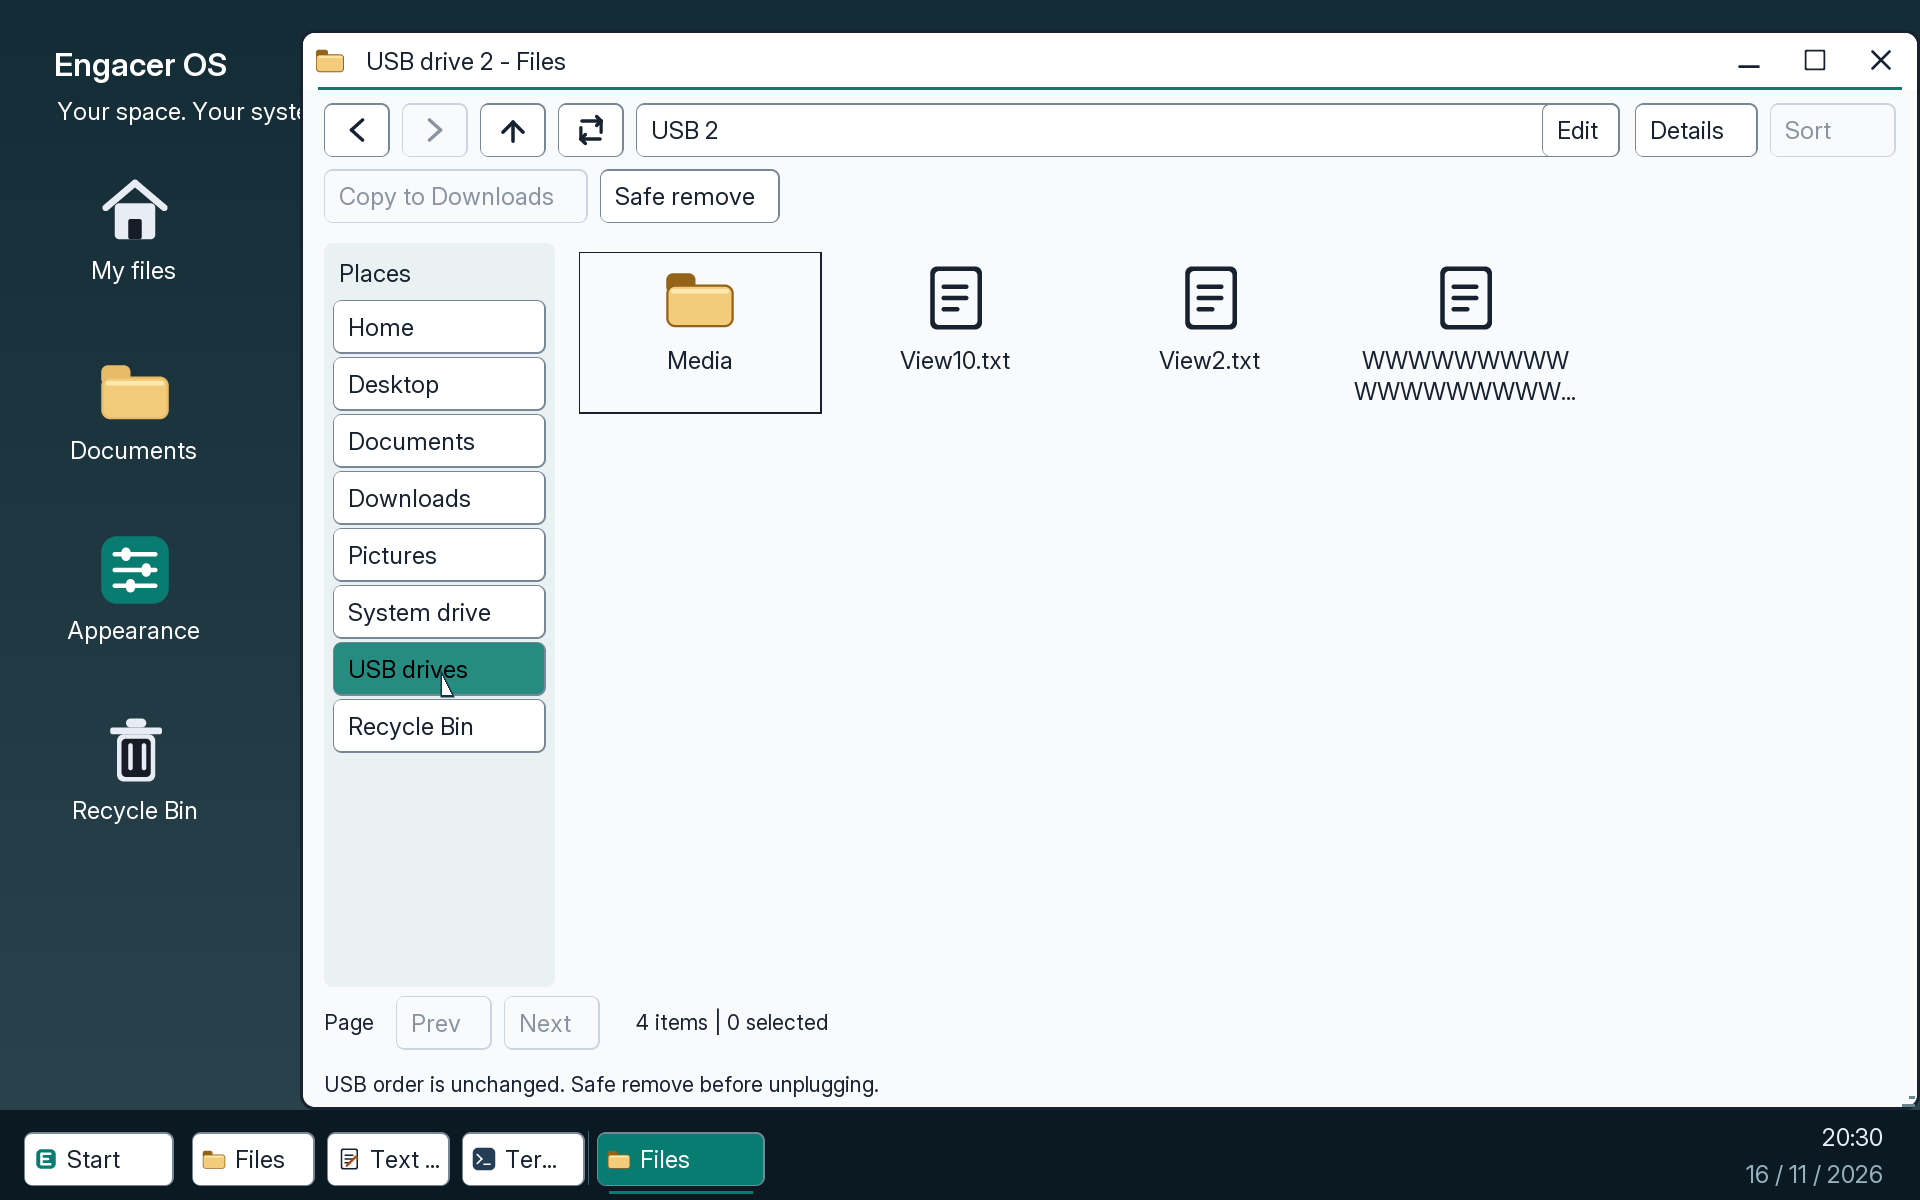 Engacer OS
Your space. Your syste
My files
Documents
Appearance
Recycle Bin
USB drive 2 - Files
USB 2
Edit
Details
Sort
Copy to Downloads
Safe remove
Places
Home
Desktop
Documents
Downloads
Pictures
System drive
USB drives
Recycle Bin
Media
View10.txt
View2.txt
WWWWWWWWW
WWWWWWWWW...
Page
Prev
Next
4 items | 0 selected
USB order is unchanged. Safe remove before unplugging.
Start
Files
Text ...
Ter...
Files
20:30
16 / 11 / 2026